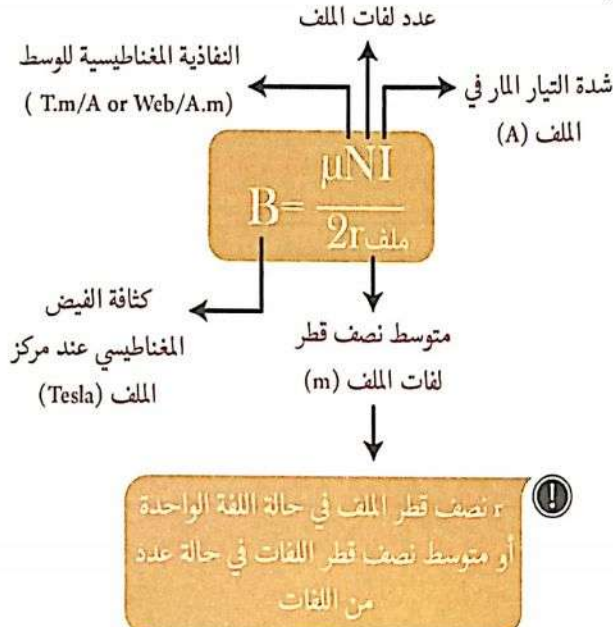 عدد لفات الملف
النفاذية المغناطيسية للوسط
(T.m/A or Web/A.m)
شدة التيار المار في
الملف (A)
B= μNI / 2r ملف
كثافة الفيض
المغناطيسي عند مركز
الملف (Tesla)
متوسط نصف قطر
لفات الملف (m)
r نصف قطر الملف في حالة اللفة الواحدة
أو متوسط نصف قطر اللفات في حالة عدد
من اللفات
!